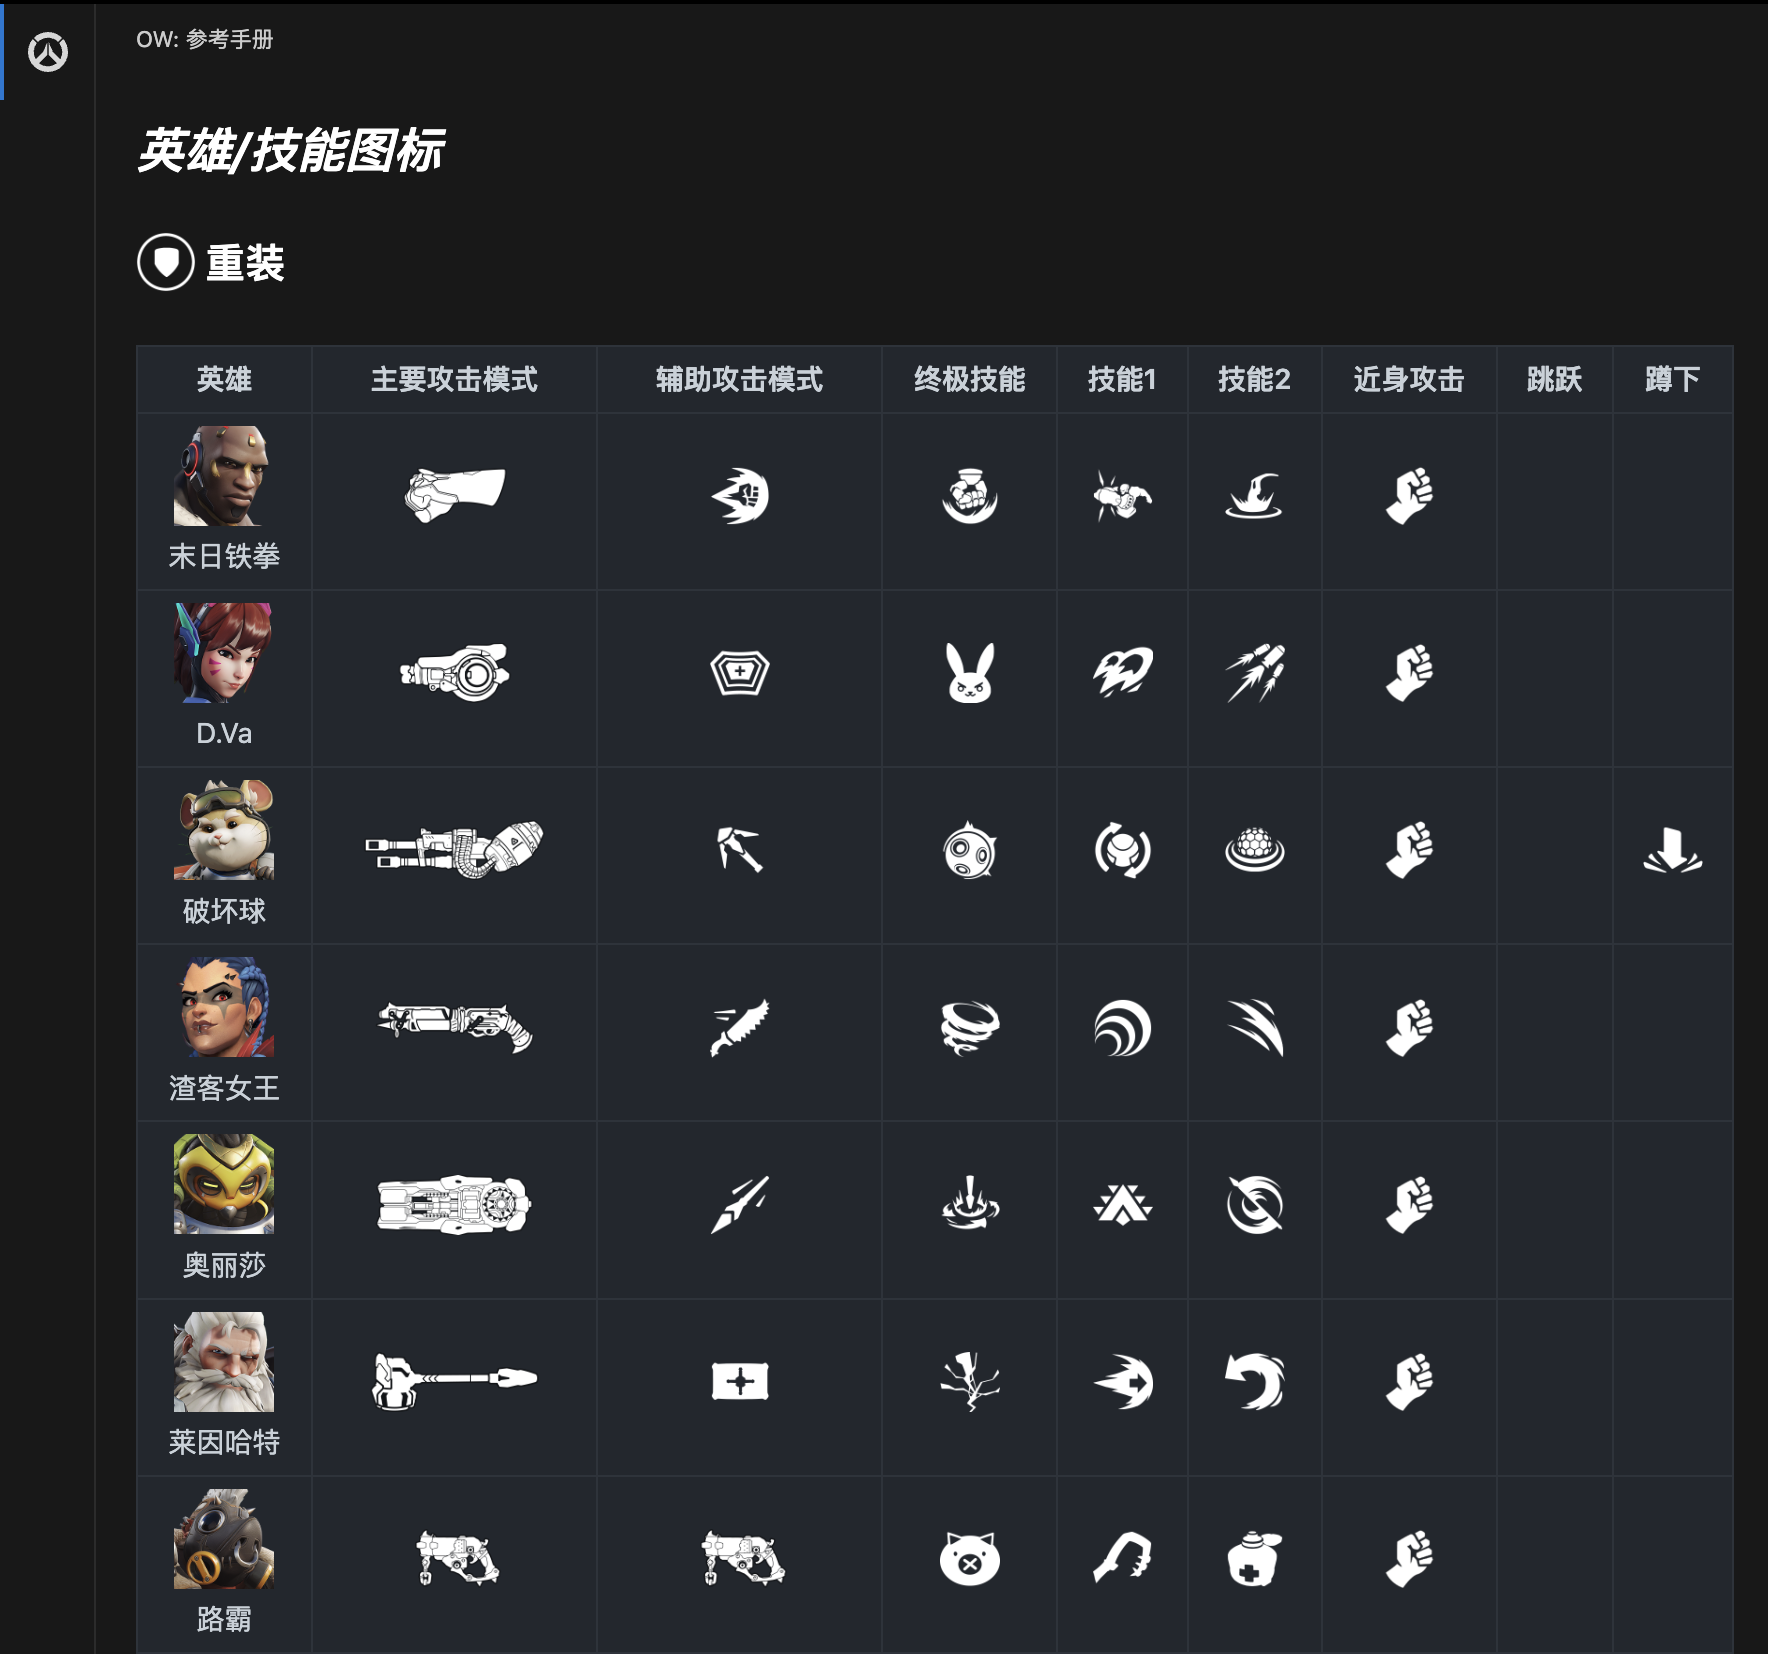 OW: 参考手册
英雄/技能图标
重装
英雄 主要攻击模式 辅助攻击模式 终极技能 技能1 技能2 近身攻击 跳跃 蹲下
末日铁拳
D.Va
破坏球
渣客女王
奥丽莎
莱因哈特
路霸